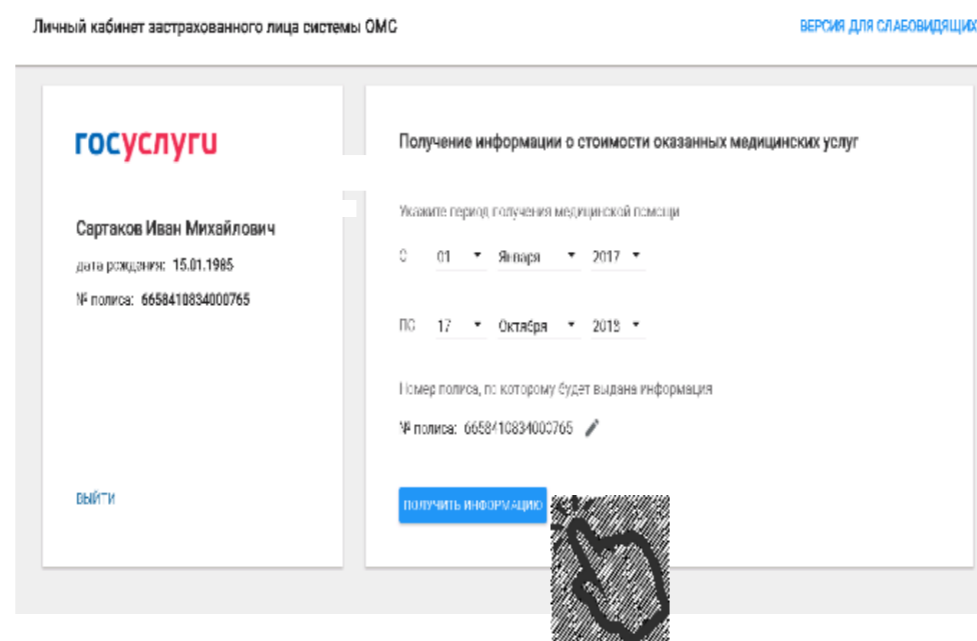 Личный кабинет застрахованного лица системы ОМС
ВЕРСИЯ ДЛЯ СЛАБОВИДЯЩИХ
госуслуги
Сартаков Иван Михайлович
дата рождения: 15.01.1985
№ полиса: 6658410834000765
ВЫЙТИ
Получение информации о стоимости оказанных медицинских услуг
Укажите период получения медицинской помощи
С 01 Января 2017
ПО 17 Октября 2018
Номер полиса, по которому будет выдана информация
№ полиса: 6658410834000765
ПОЛУЧИТЬ ИНФОРМАЦИЮ